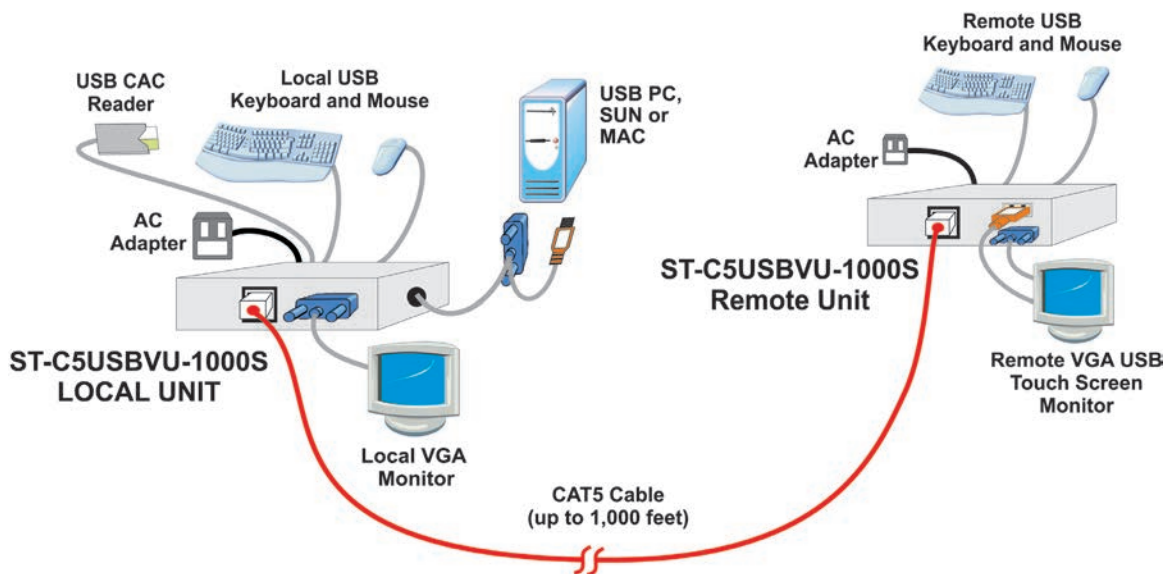 USB CAC
Reader
Local USB
Keyboard and Mouse
USB PC,
SUN or
MAC
AC
Adapter
ST-C5USBVU-1000S
LOCAL UNIT
Local VGA
Monitor
CAT5 Cable
(up to 1,000 feet)
Remote USB
Keyboard and Mouse
AC
Adapter
ST-C5USBVU-1000S
Remote Unit
Remote VGA USB
Touch Screen
Monitor